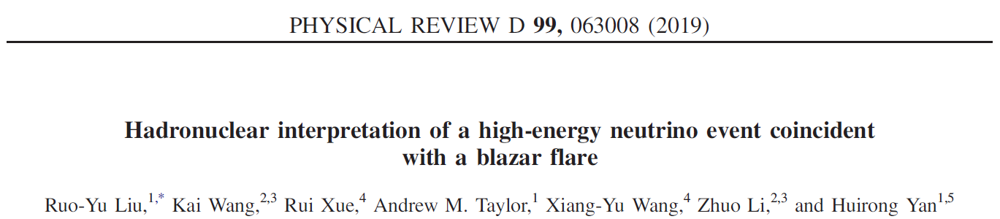 PHYSICAL REVIEW D 99, 063008 (2019)
Hadronuclear interpretation of a high-energy neutrino event coincident
with a blazar flare
Ruo-Yu Liu,1,* Kai Wang,2,3 Rui Xue,4 Andrew M. Taylor,1 Xiang-Yu Wang,4 Zhuo Li,2,3 and Huirong Yan1,5